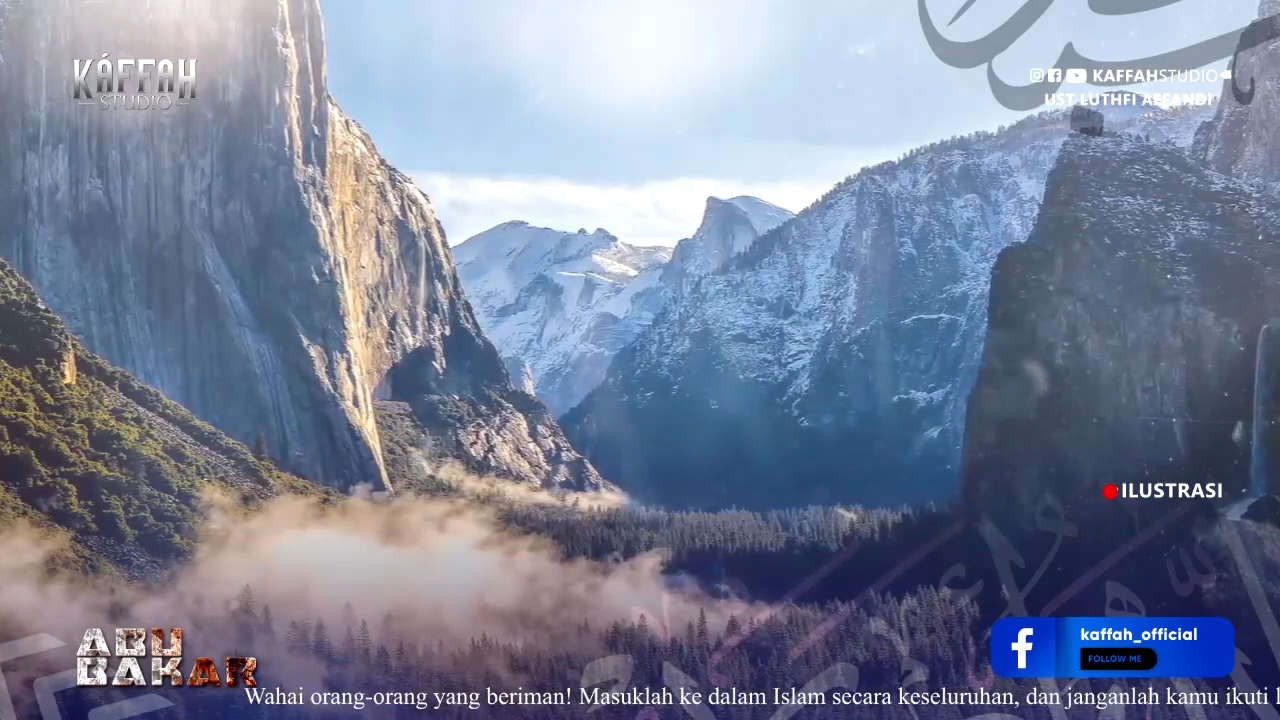 KÁFFAH
STUDIO
KAFFAHSTUDIO
UST LUTHFI AFFANDI
ILUSTRASI
kaffah_official
FOLLOW ME
ABU
BAKAR
Wahai orang-orang yang beriman! Masuklah ke dalam Islam secara keseluruhan, dan janganlah kamu ikuti